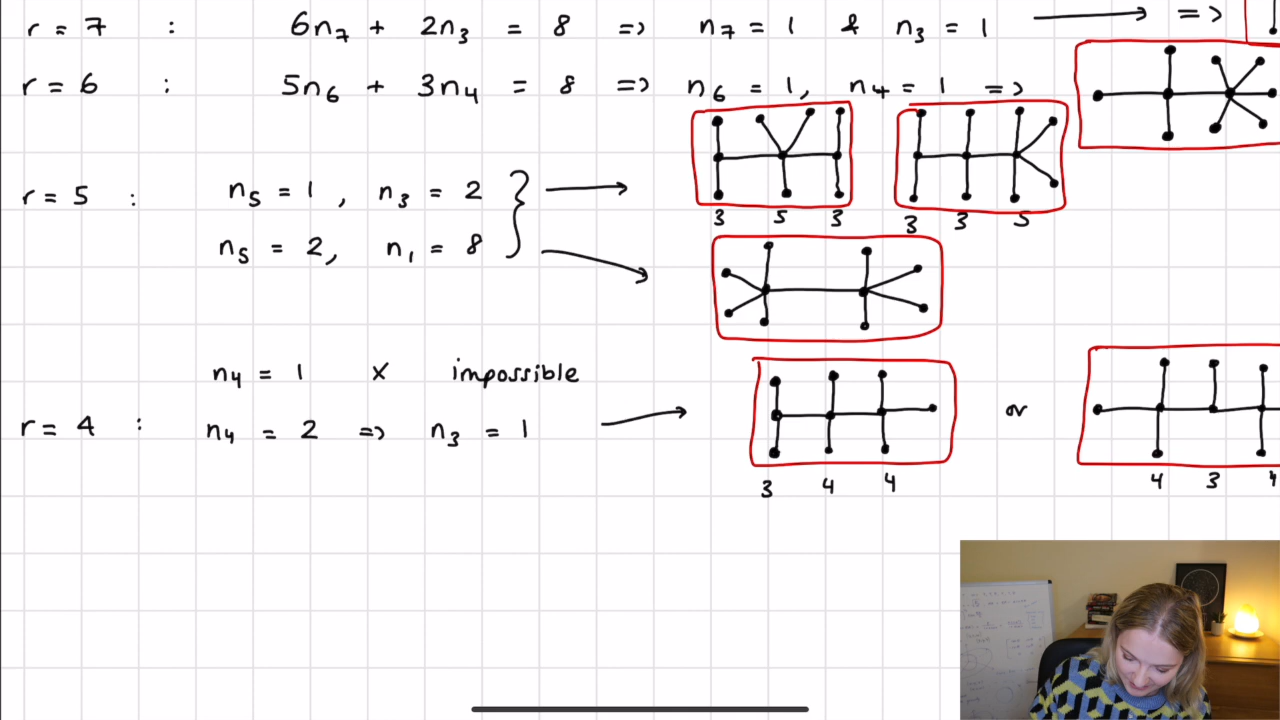 r = 7 : 6n₇ + 2n₃ = 8 => n₇ = 1 & n₃ = 1 =>
r = 6 : 5n₆ + 3n₄ = 8 => n₆ = 1, n₄ = 1 =>
r = 5 : n₅ = 1 , n₃ = 2
3 5 3
3 3 5
n₅ = 2, n₁ = 8
n₄ = 1 x impossible
r = 4 : n₄ = 2 => n₃ = 1
or
3 4 4
4 3 4